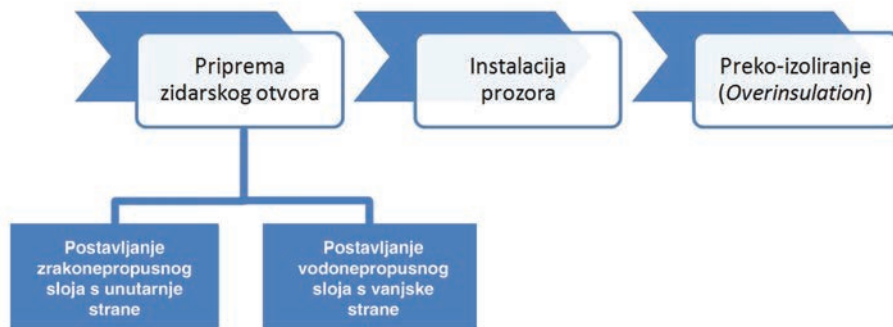 Priprema
zidarskog otvora
Instalacija
prozora
Preko-izoliranje
(Overinsulation)
Postavljanje
zrakonepropusnog
sloja s unutarnje
strane
Postavljanje
vodonepropusnog
sloja s vanjske
strane